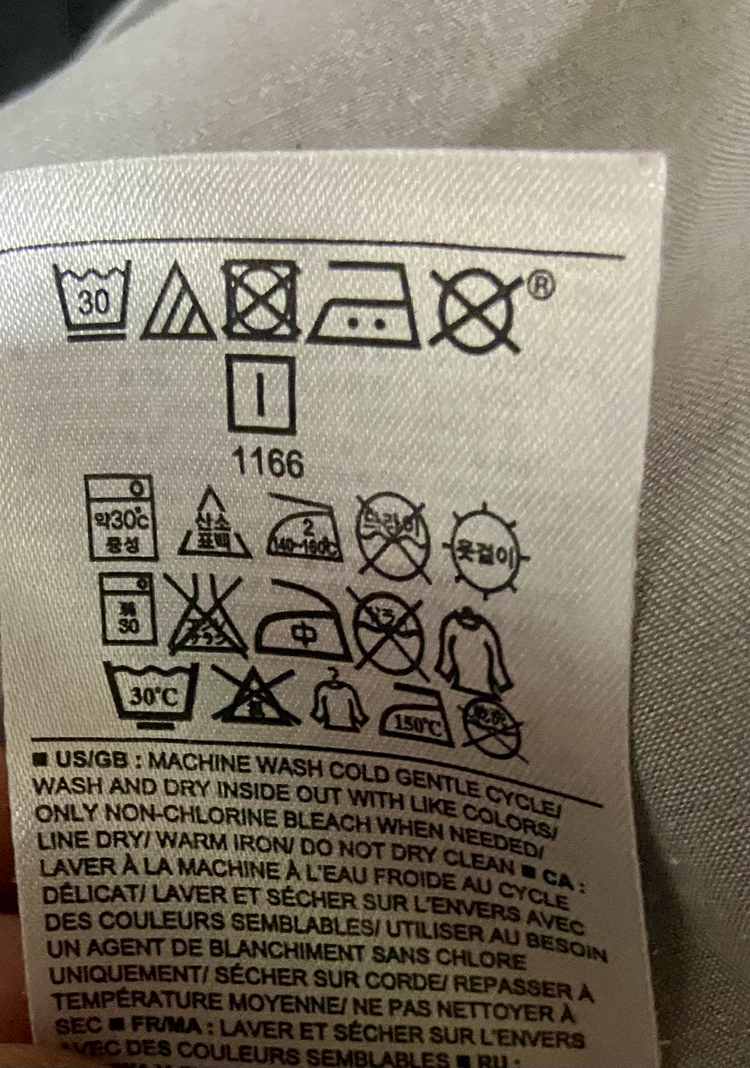 30 ®
1166
약30℃ 산소 2
중성 표백 140~160℃ 드라이 옷걸이
30 中
30℃ 150℃
■ US/GB : MACHINE WASH COLD GENTLE CYCLE/
WASH AND DRY INSIDE OUT WITH LIKE COLORS/
ONLY NON-CHLORINE BLEACH WHEN NEEDED/
LINE DRY/ WARM IRON/ DO NOT DRY CLEAN ■ CA :
LAVER À LA MACHINE À L'EAU FROIDE AU CYCLE
DÉLICAT/ LAVER ET SÉCHER SUR L'ENVERS AVEC
DES COULEURS SEMBLABLES/ UTILISER AU BESOIN
UN AGENT DE BLANCHIMENT SANS CHLORE
UNIQUEMENT/ SÉCHER SUR CORDE/ REPASSER À
TEMPÉRATURE MOYENNE/ NE PAS NETTOYER À
SEC ■ FR/MA : LAVER ET SÉCHER SUR L'ENVERS
AVEC DES COULEURS SEMBLABLES ■ RU :